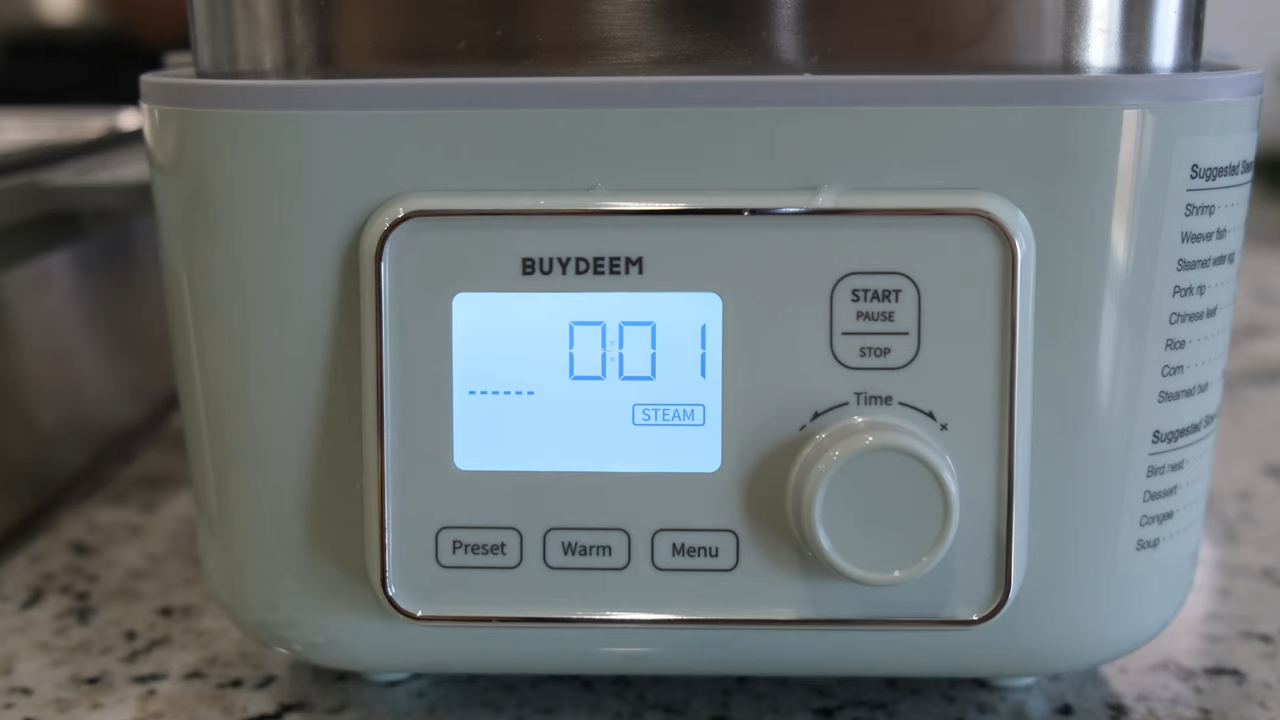 BUYDEEM
0:01
------
STEAM
START
PAUSE
STOP
Time
- +
Preset
Warm
Menu
Suggested
Shrimp
Weever fish
Steamed water egg
Pork rip
Chinese leaf
Rice
Corn
Steamed bun
Suggested
Bird nest
Dessert
Congee
Soup